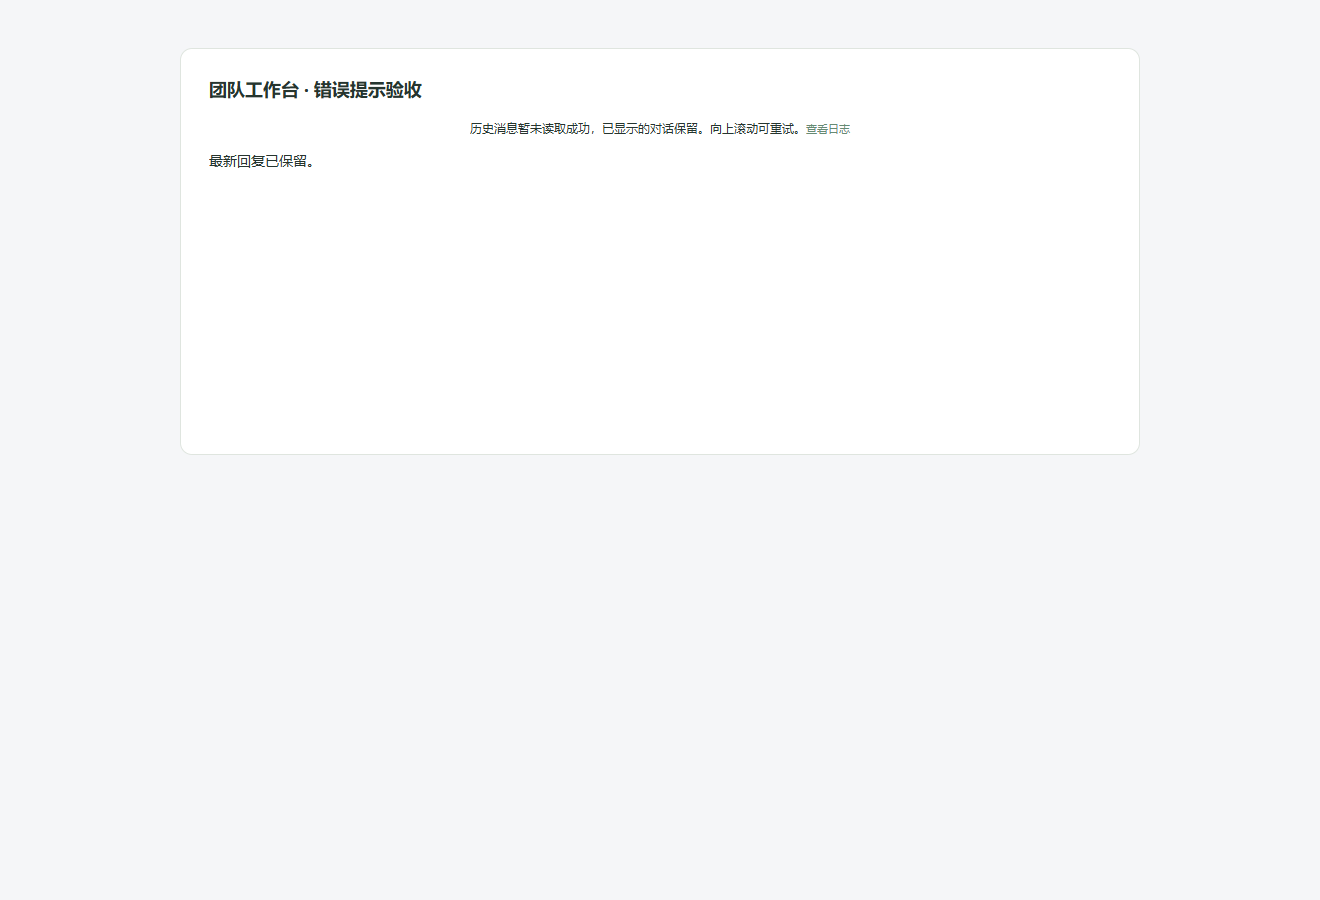 团队工作台 · 错误提示验收
历史消息暂未读取成功，已显示的对话保留。向上滚动可重试。查看日志
最新回复已保留。